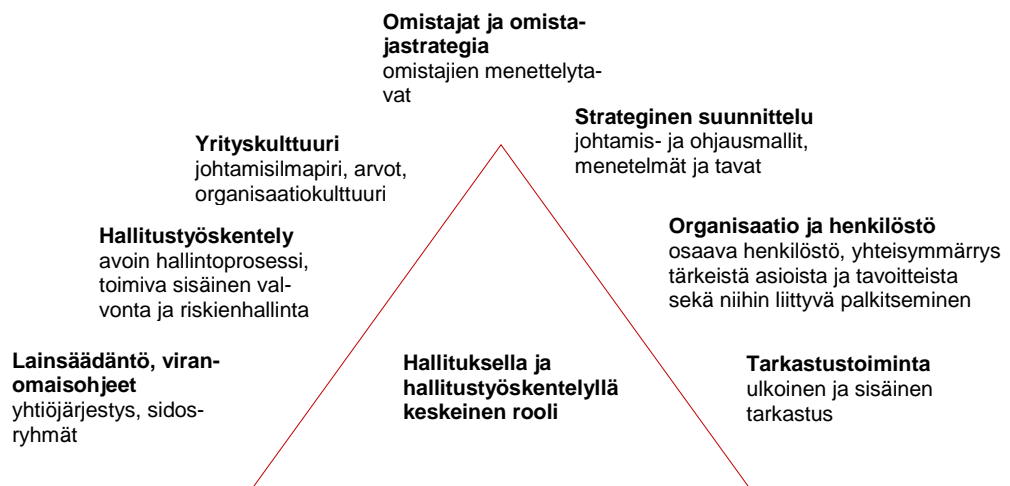 Omistajat ja omista-
jastrategia
omistajien menettelyta-
vat
Strateginen suunnittelu
johtamis- ja ohjausmallit,
menetelmät ja tavat
Yrityskulttuuri
johtamisilmapiri, arvot,
organisaatiokulttuuri
Organisaatio ja henkilöstö
osaava henkilöstö, yhteisymmärrys
tärkeistä asioista ja tavoitteista
sekä niihin liittyvä palkitseminen
Hallitustyöskentely
avoin hallintoprosessi,
toimiva sisäinen val-
vonta ja riskienhallinta
Lainsäädäntö, viran-
omaisohjeet
yhtiöjärjestys, sidos-
ryhmät
Hallituksella ja
hallitustyöskentelyllä
keskeinen rooli
Tarkastustoiminta
ulkoinen ja sisäinen
tarkastus